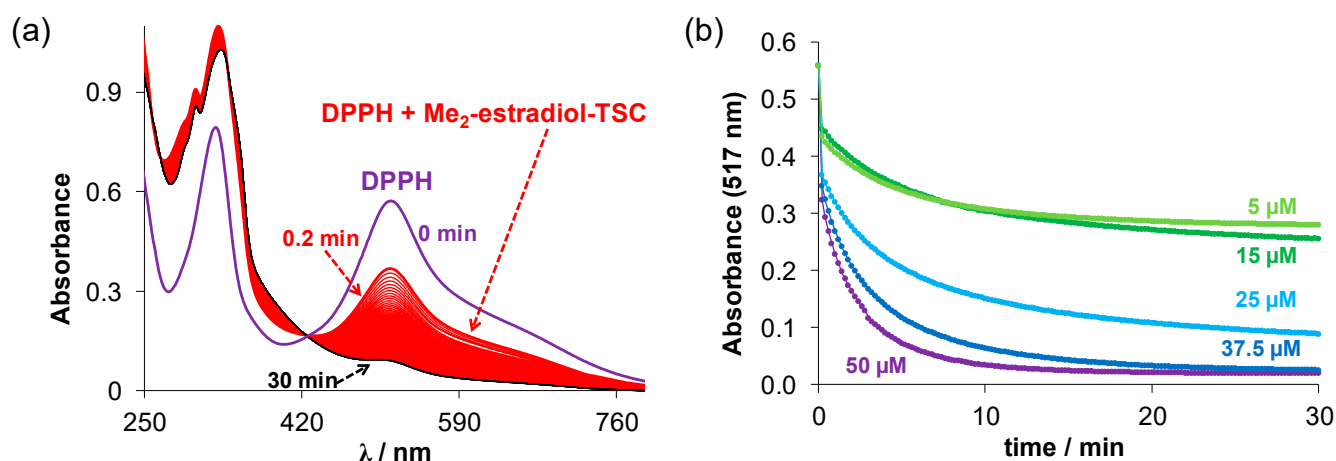 (a)
Absorbance
0.9
0.6
0.3
0
DPPH + Me₂-estradiol-TSC
DPPH
0.2 min
0 min
30 min
250
420
590
760
λ / nm
(b)
Absorbance (517 nm)
0.6
0.5
0.4
0.3
0.2
0.1
0.0
5 µM
15 µM
25 µM
37.5 µM
50 µM
0
10
20
30
time / min